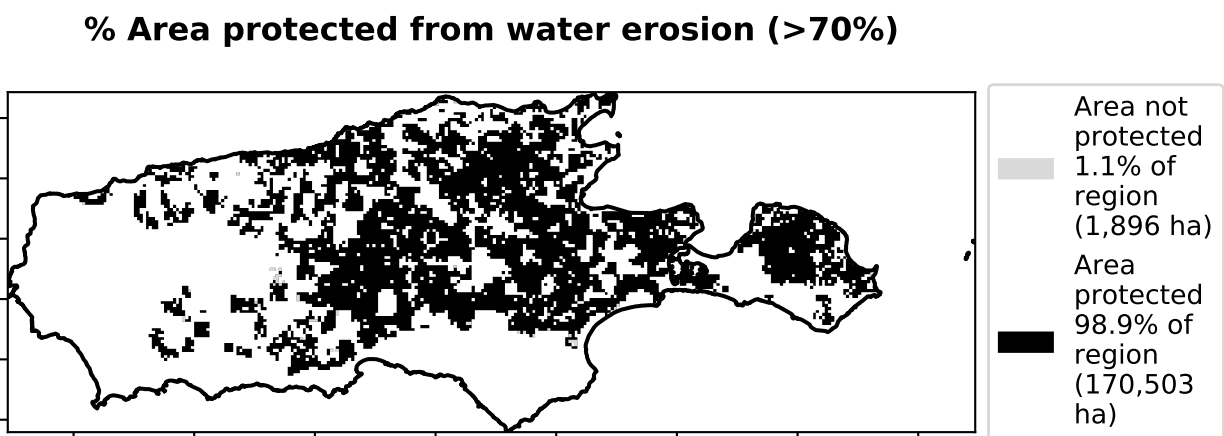 % Area protected from water erosion (>70%)
Area not
protected
1.1% of
region
(1,896 ha)
Area
protected
98.9% of
region
(170,503
ha)